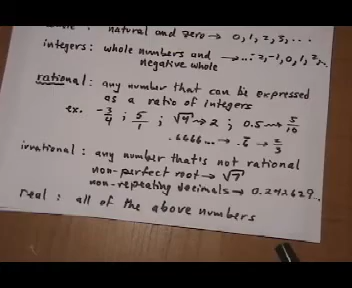 natural and zero → 0, 1, 2, 3, ...
integers: whole numbers and → ...-2, -1, 0, 1, 2, ..
negative whole
rational: any number that can be expressed
as a ratio of integers
ex. -3/4 ; 5/1 ; √4 → 2 ; 0.5 → 5/10
.6666... → .6̅ → 2/3
irrational: any number that's not rational
non-perfect root → √7
non-repeating decimals → 0.292629...
real: all of the above numbers